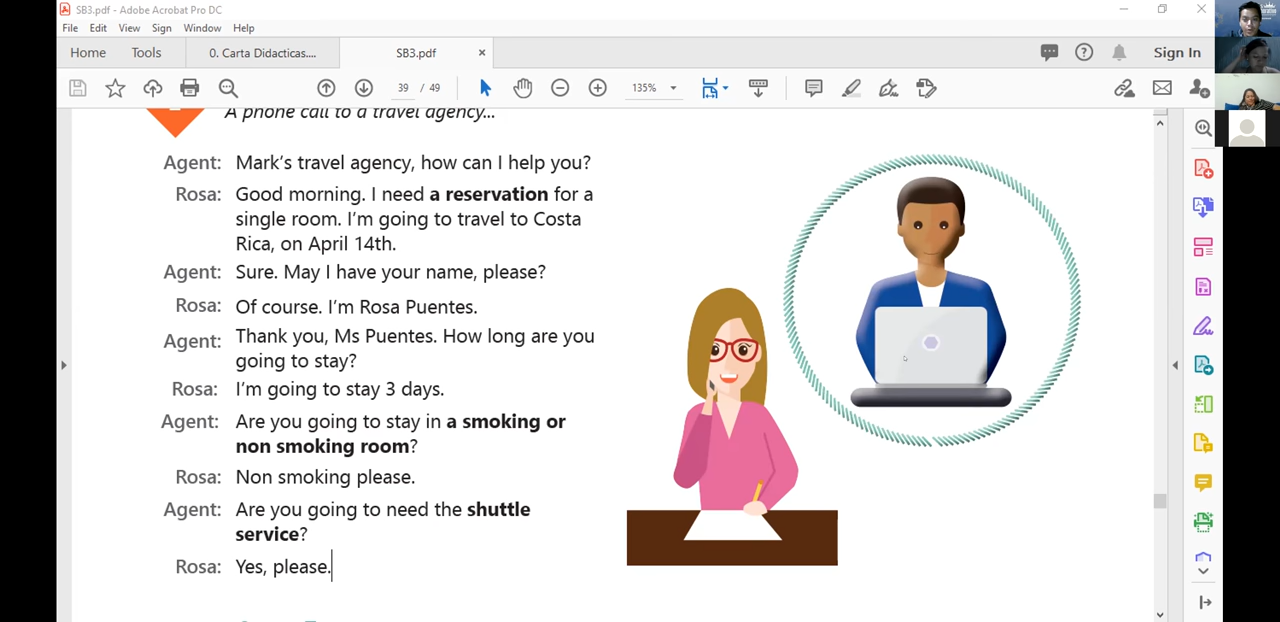 SB3.pdf - Adobe Acrobat Pro DC
File Edit View Sign Window Help
Home Tools 0. Carta Didacticas.... SB3.pdf × Sign In
39 / 49 135%
A phone call to a travel agency...
Agent: Mark's travel agency, how can I help you?
Rosa: Good morning. I need a reservation for a
single room. I'm going to travel to Costa
Rica, on April 14th.
Agent: Sure. May I have your name, please?
Rosa: Of course. I'm Rosa Puentes.
Agent: Thank you, Ms Puentes. How long are you
going to stay?
Rosa: I'm going to stay 3 days.
Agent: Are you going to stay in a smoking or
non smoking room?
Rosa: Non smoking please.
Agent: Are you going to need the shuttle
service?
Rosa: Yes, please.